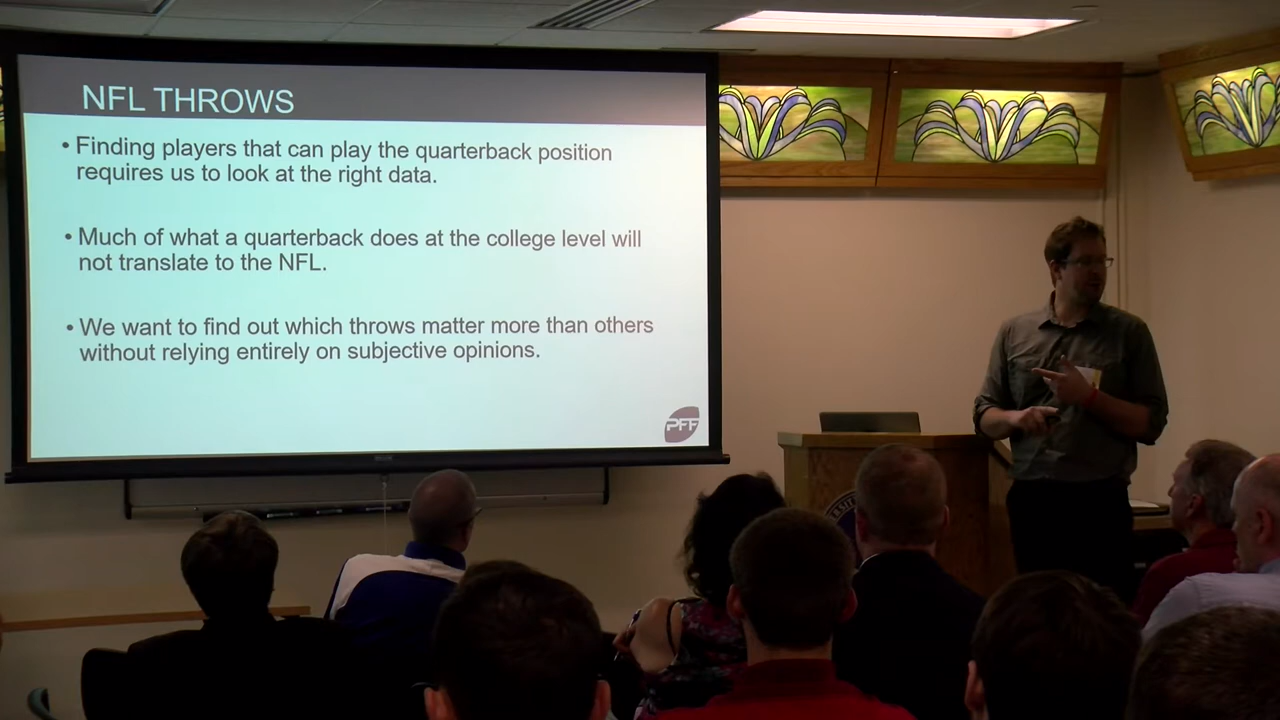 NFL THROWS
• Finding players that can play the quarterback position
requires us to look at the right data.
• Much of what a quarterback does at the college level will
not translate to the NFL.
• We want to find out which throws matter more than others
without relying entirely on subjective opinions.
PFF